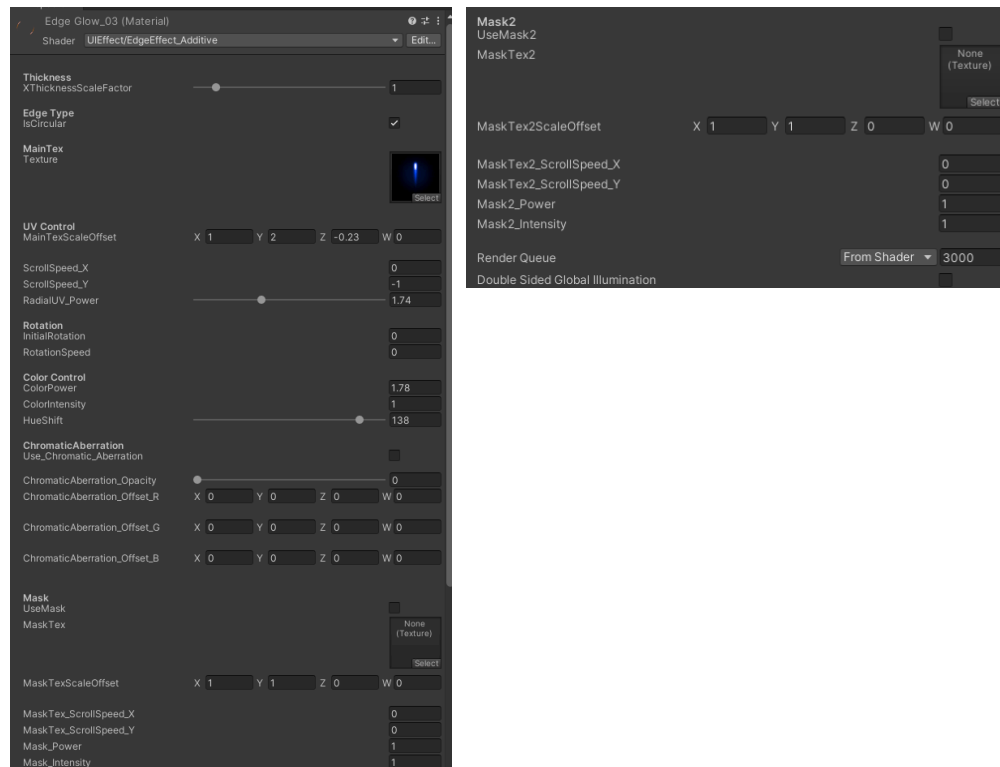 Edge Glow_03 (Material)
Shader UIEffect/EdgeEffect_Additive Edit...
Thickness
XThicknessScaleFactor 1
Edge Type
IsCircular
MainTex
Texture
Select
UV Control
MainTexScaleOffset X 1 Y 2 Z -0.23 W 0
ScrollSpeed_X 0
ScrollSpeed_Y -1
RadialUV_Power 1.74
Rotation
InitialRotation 0
RotationSpeed 0
Color Control
ColorPower 1.78
ColorIntensity 1
HueShift 138
ChromaticAberration
Use_Chromatic_Aberration
ChromaticAberration_Opacity 0
ChromaticAberration_Offset_R X 0 Y 0 Z 0 W 0
ChromaticAberration_Offset_G X 0 Y 0 Z 0 W 0
ChromaticAberration_Offset_B X 0 Y 0 Z 0 W 0
Mask
UseMask
MaskTex
None
(Texture)
Select
MaskTexScaleOffset X 1 Y 1 Z 0 W 0
MaskTex_ScrollSpeed_X 0
MaskTex_ScrollSpeed_Y 0
Mask_Power 1
Mask_Intensity 1
Mask2
UseMask2
MaskTex2
None
(Texture)
Select
MaskTex2ScaleOffset X 1 Y 1 Z 0 W 0
MaskTex2_ScrollSpeed_X 0
MaskTex2_ScrollSpeed_Y 0
Mask2_Power 1
Mask2_Intensity 1
Render Queue From Shader 3000
Double Sided Global Illumination